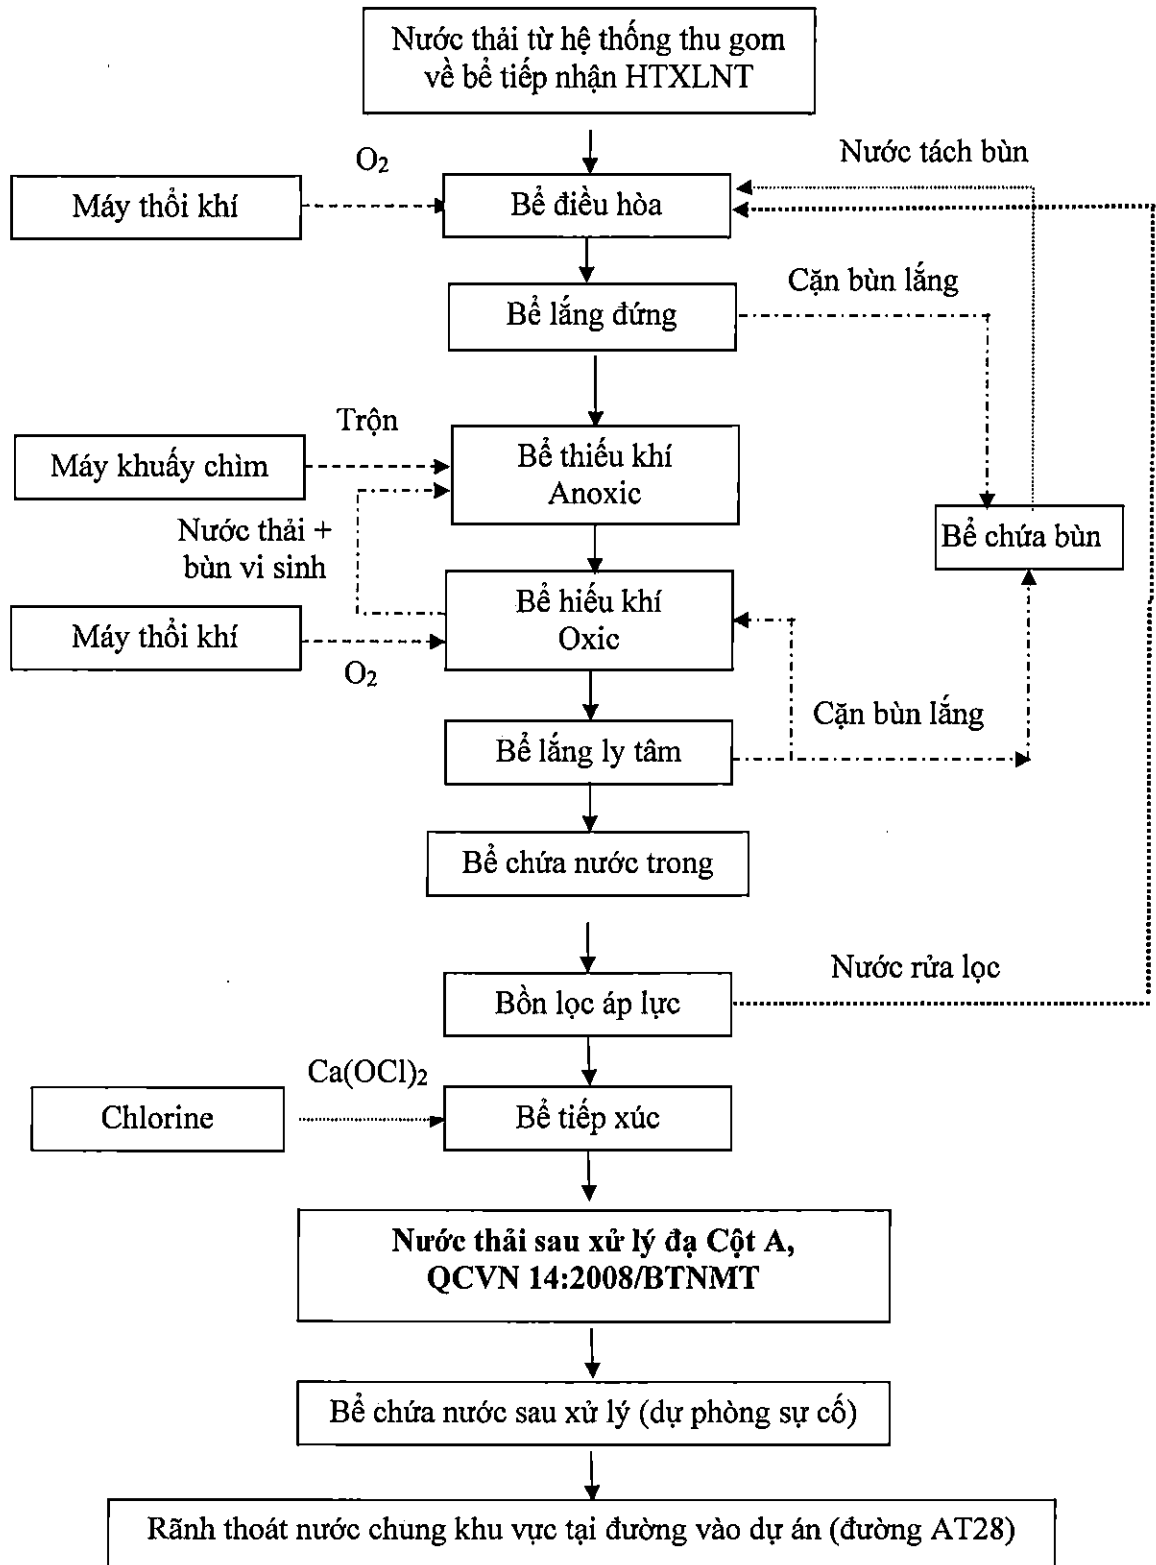 Nước thải từ hệ thống thu gom
về bể tiếp nhận HTXLNT
O₂
Nước tách bùn
Máy thổi khí
Bể điều hòa
Cặn bùn lắng
Bể lắng đứng
Trộn
Máy khuấy chìm
Bể thiếu khí
Anoxic
Nước thải +
bùn vi sinh
Bể chứa bùn
Bể hiếu khí
Oxic
Máy thổi khí
O₂
Cặn bùn lắng
Bể lắng ly tâm
Bể chứa nước trong
Nước rửa lọc
Bồn lọc áp lực
Ca(OCl)₂
Chlorine
Bể tiếp xúc
Nước thải sau xử lý đạ Cột A,
QCVN 14:2008/BTNMT
Bể chứa nước sau xử lý (dự phòng sự cố)
Rãnh thoát nước chung khu vực tại đường vào dự án (đường AT28)